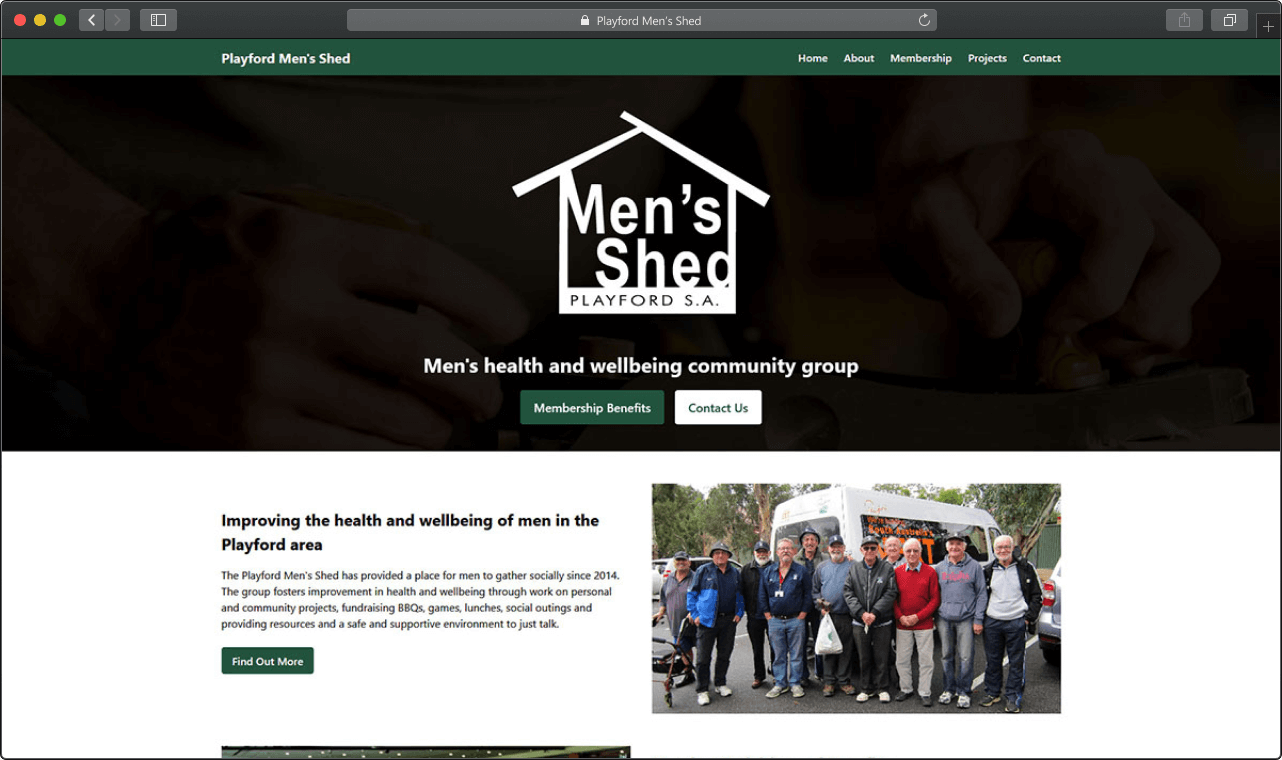 Playford Men's Shed
Playford Men's Shed
Home About Membership Projects Contact
Men's
Shed
PLAYFORD S.A.
Men's health and wellbeing community group
Membership Benefits
Contact Us
Improving the health and wellbeing of men in the
Playford area
The Playford Men's Shed has provided a place for men to gather socially since 2014.
The group fosters improvement in health and wellbeing through work on personal
and community projects, fundraising BBQs, games, lunches, social outings and
providing resources and a safe and supportive environment to just talk.
Find Out More